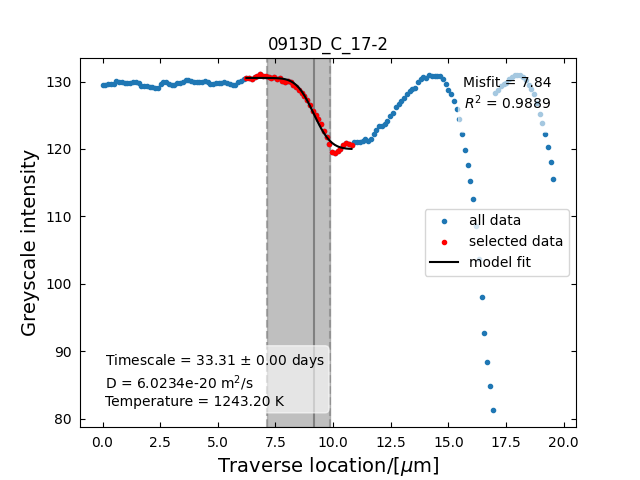 0913D_C_17-2
Misfit = 7.84
R² = 0.9889
130
120
110
100
90
80
Greyscale intensity
all data
selected data
model fit
Timescale = 33.31 ± 0.00 days
D = 6.0234e-20 m²/s
Temperature = 1243.20 K
0.0 2.5 5.0 7.5 10.0 12.5 15.0 17.5 20.0
Traverse location/[μm]